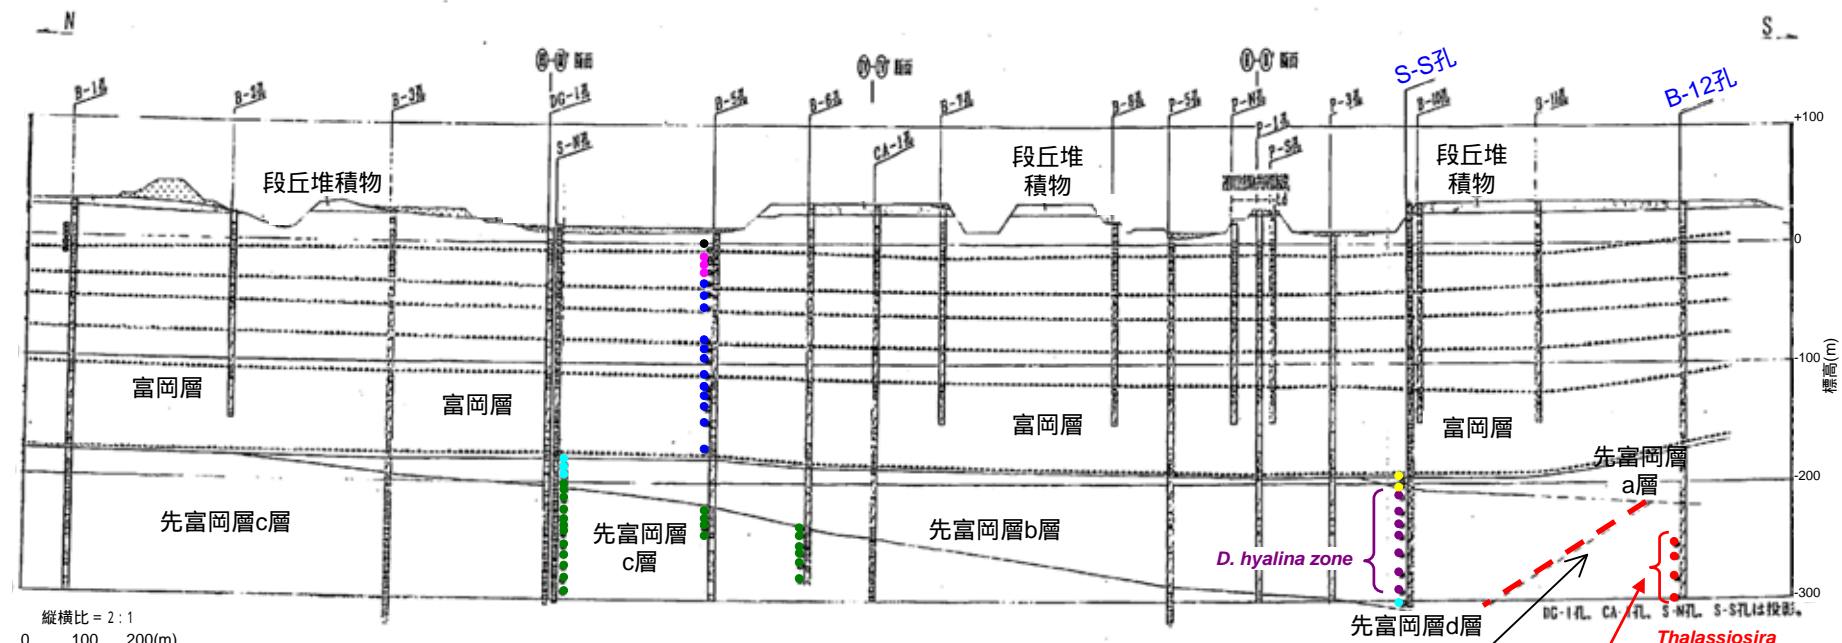 N
S
B-1孔
B-2孔
B-3孔
DG-1孔
S-N孔
B-5孔
B-6孔
CA-1孔
B-7孔
B-8孔
P-5孔
P-N孔
P-1孔
P-S孔
P-3孔
S-S孔
B-10孔
B-11孔
B-12孔
+100
0
-100
-200
-300
標高(m)
段丘堆積物
段丘堆
積物
段丘堆
積物
富岡層
富岡層
富岡層
富岡層
先富岡層
a層
先富岡層c層
先富岡層
c層
先富岡層b層
D. hyalina zone
先富岡層d層
DG-1孔、CA-1孔、S-N孔、S-S孔は投影。
Thalassiosira
縦横比 = 2 : 1
0 100 200(m)